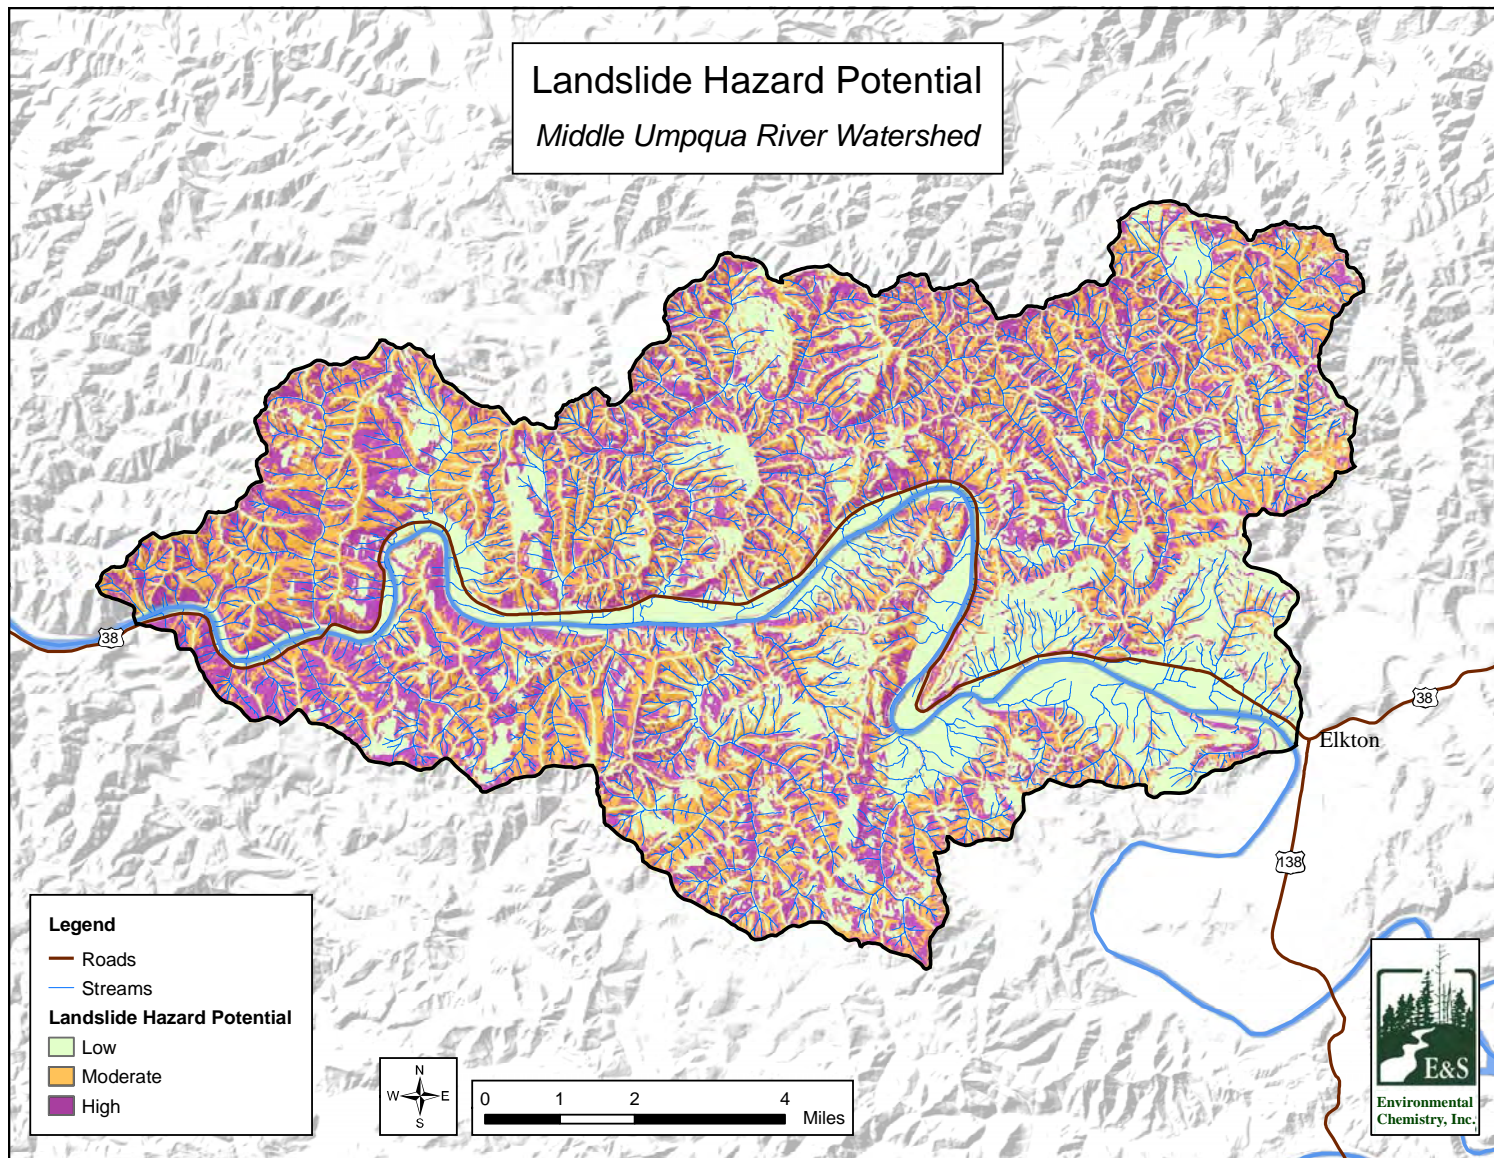 Landslide Hazard Potential
Middle Umpqua River Watershed
38
38
Elkton
138
Legend
Roads
Streams
Landslide Hazard Potential
Low
Moderate
High
N
W E
S
0 1 2 4
Miles
E&S
Environmental
Chemistry, Inc.